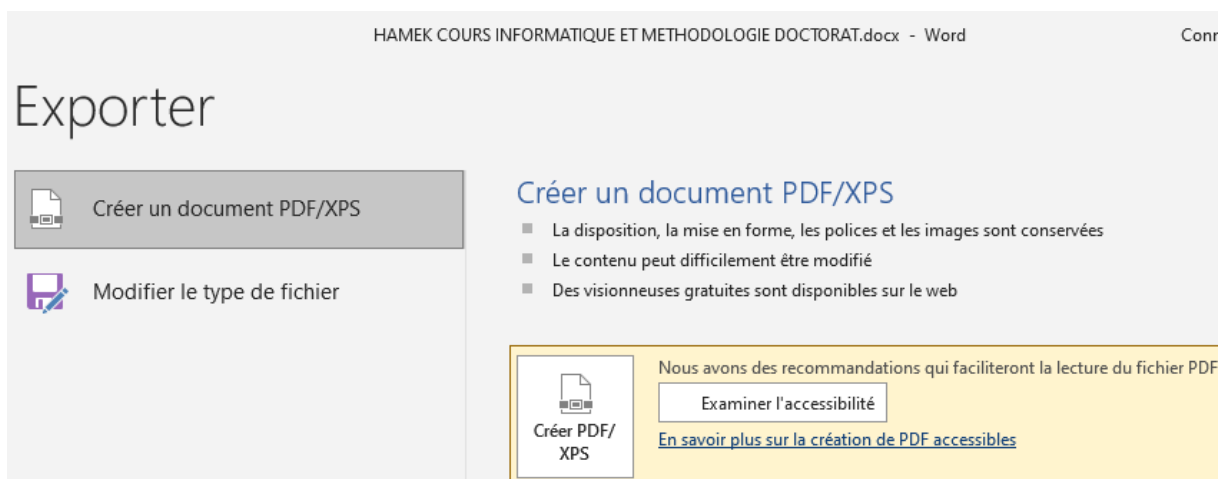 HAMEK COURS INFORMATIQUE ET METHODOLOGIE DOCTORAT.docx - Word
Exporter
Créer un document PDF/XPS
Modifier le type de fichier
Créer un document PDF/XPS
La disposition, la mise en forme, les polices et les images sont conservées
Le contenu peut difficilement être modifié
Des visionneuses gratuites sont disponibles sur le web
Créer PDF/
XPS
Nous avons des recommandations qui faciliteront la lecture du fichier PDF
Examiner l'accessibilité
En savoir plus sur la création de PDF accessibles